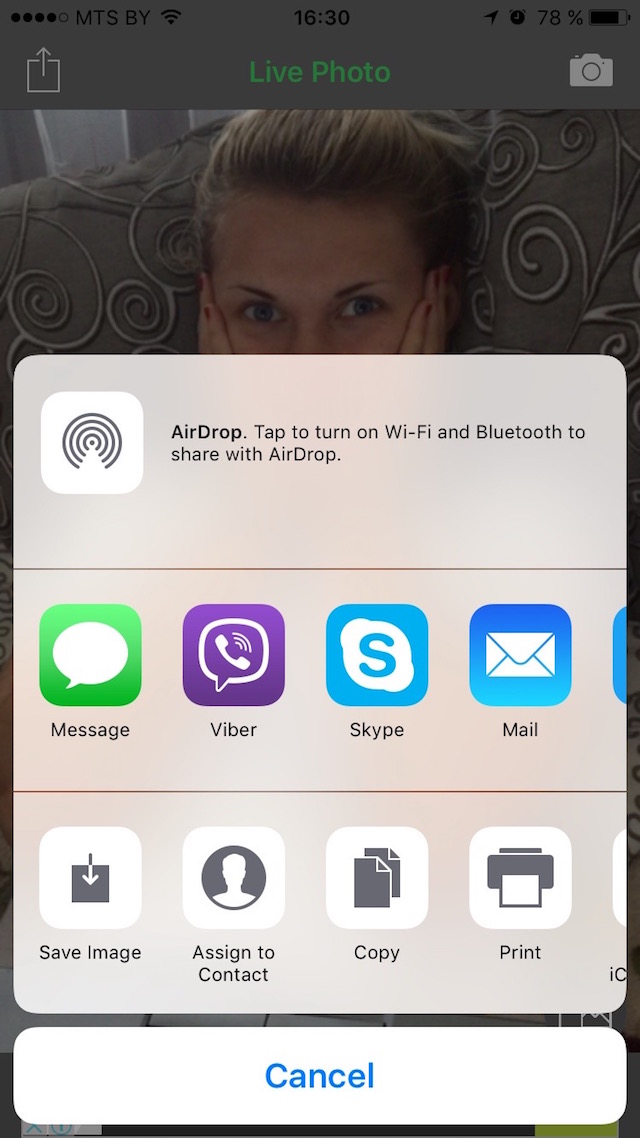 MTS BY 16:30 78 %
Live Photo
AirDrop. Tap to turn on Wi-Fi and Bluetooth to
share with AirDrop.
Message Viber Skype Mail
Save Image Assign to Copy Print
Contact iC
Cancel